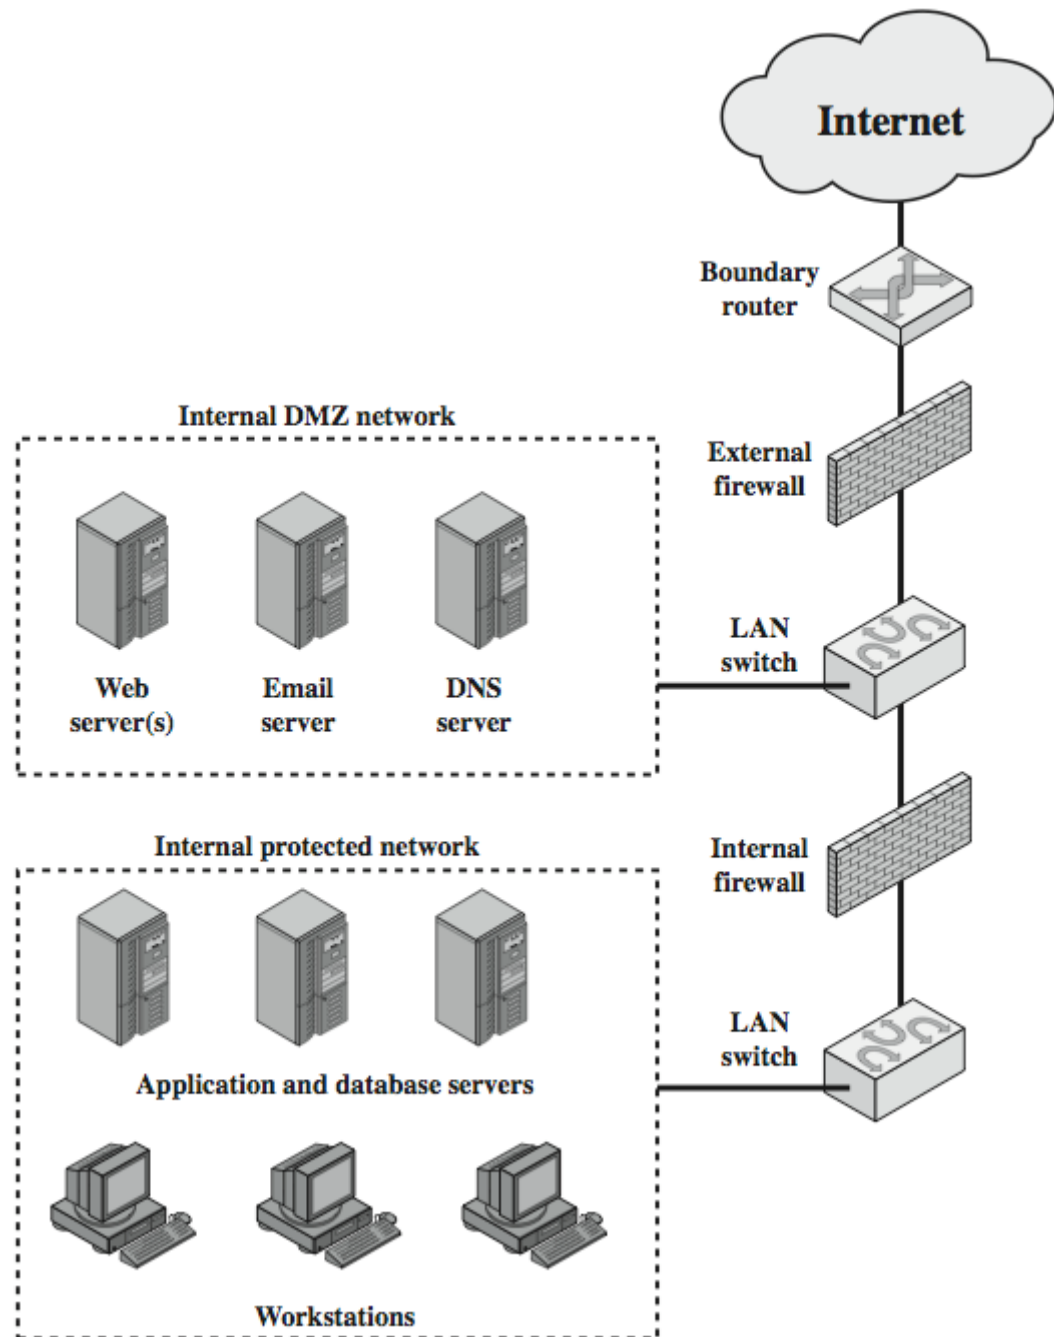 Internet
Boundary
router
Internal DMZ network
External
firewall
Web
server(s)
Email
server
DNS
server
LAN
switch
Internal protected network
Internal
firewall
Application and database servers
LAN
switch
Workstations